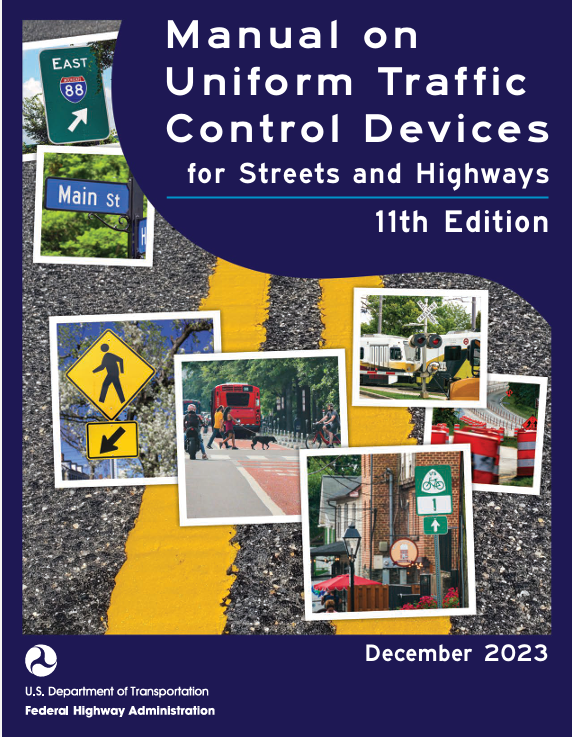 Manual on
Uniform Traffic
Control Devices
for Streets and Highways
11th Edition
EAST
88
Main St
H
1
December 2023
U.S. Department of Transportation
Federal Highway Administration